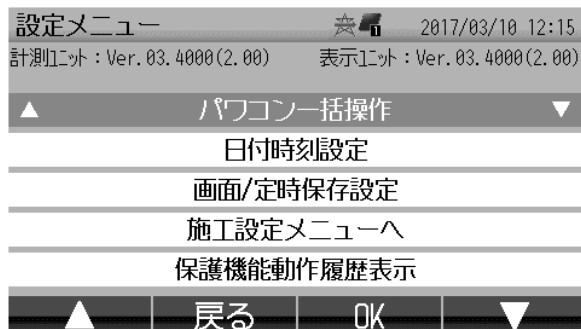 設定メニュー 1 2017/03/10 12:15
計測ﾕﾆｯﾄ：Ver.03.4000(2.00) 表示ﾕﾆｯﾄ：Ver.03.4000(2.00)
▲ パワコン一括操作 ▼
日付時刻設定
画面/定時保存設定
施工設定メニューへ
保護機能動作履歴表示
▲ 戻る OK ▼